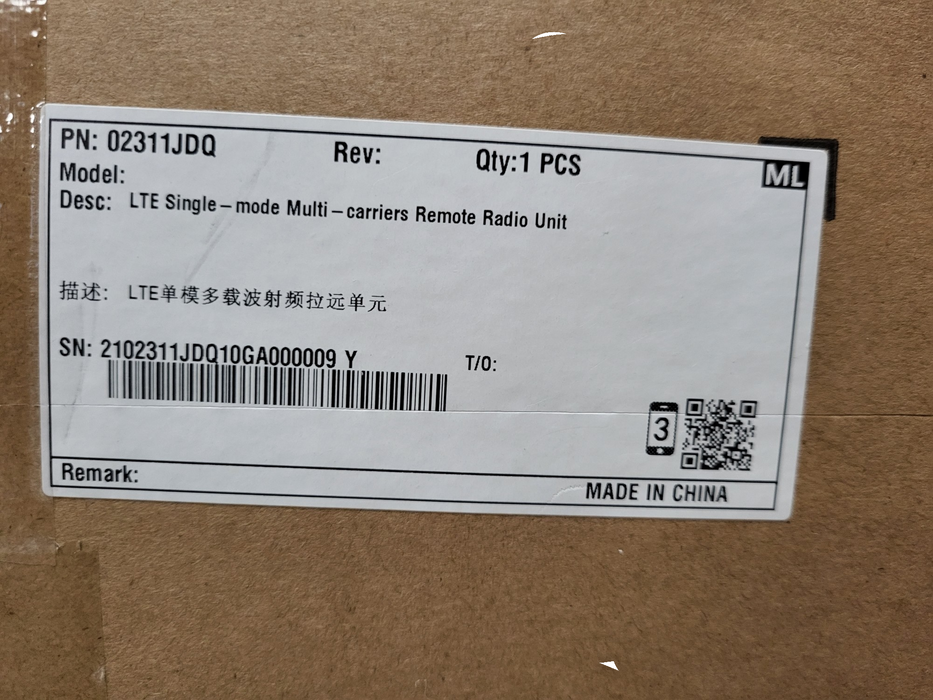 PN: 02311JDQ Rev: Qty:1 PCS ML
Model:
Desc: LTE Single-mode Multi-carriers Remote Radio Unit
描述: LTE单模多载波射频拉远单元
SN: 2102311JDQ10GA000009 Y T/O:
3
Remark: MADE IN CHINA